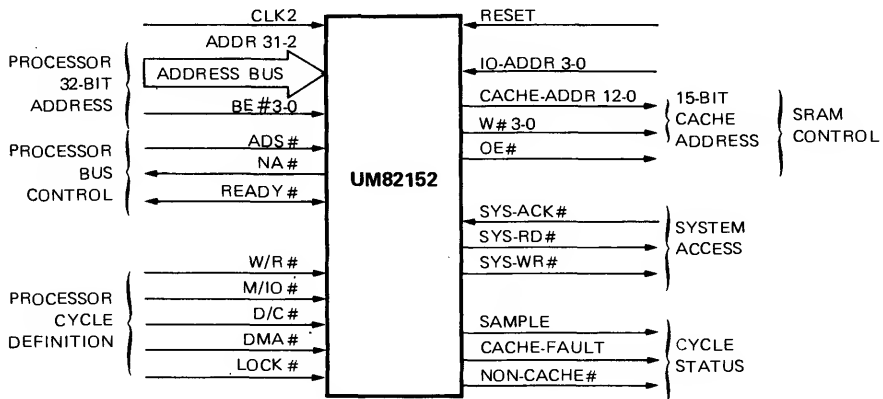 CLK2
ADDR 31-2
PROCESSOR
32-BIT
ADDRESS
ADDRESS BUS
BE#3-0
PROCESSOR
BUS
CONTROL
ADS#
NA#
READY#
PROCESSOR
CYCLE
DEFINITION
W/R#
M/IO#
D/C#
DMA#
LOCK#
UM82152
RESET
IO-ADDR 3-0
CACHE-ADDR 12-0
W#3-0
OE#
15-BIT
CACHE
ADDRESS
SRAM
CONTROL
SYS-ACK#
SYS-RD#
SYS-WR#
SYSTEM
ACCESS
SAMPLE
CACHE-FAULT
NON-CACHE#
CYCLE
STATUS